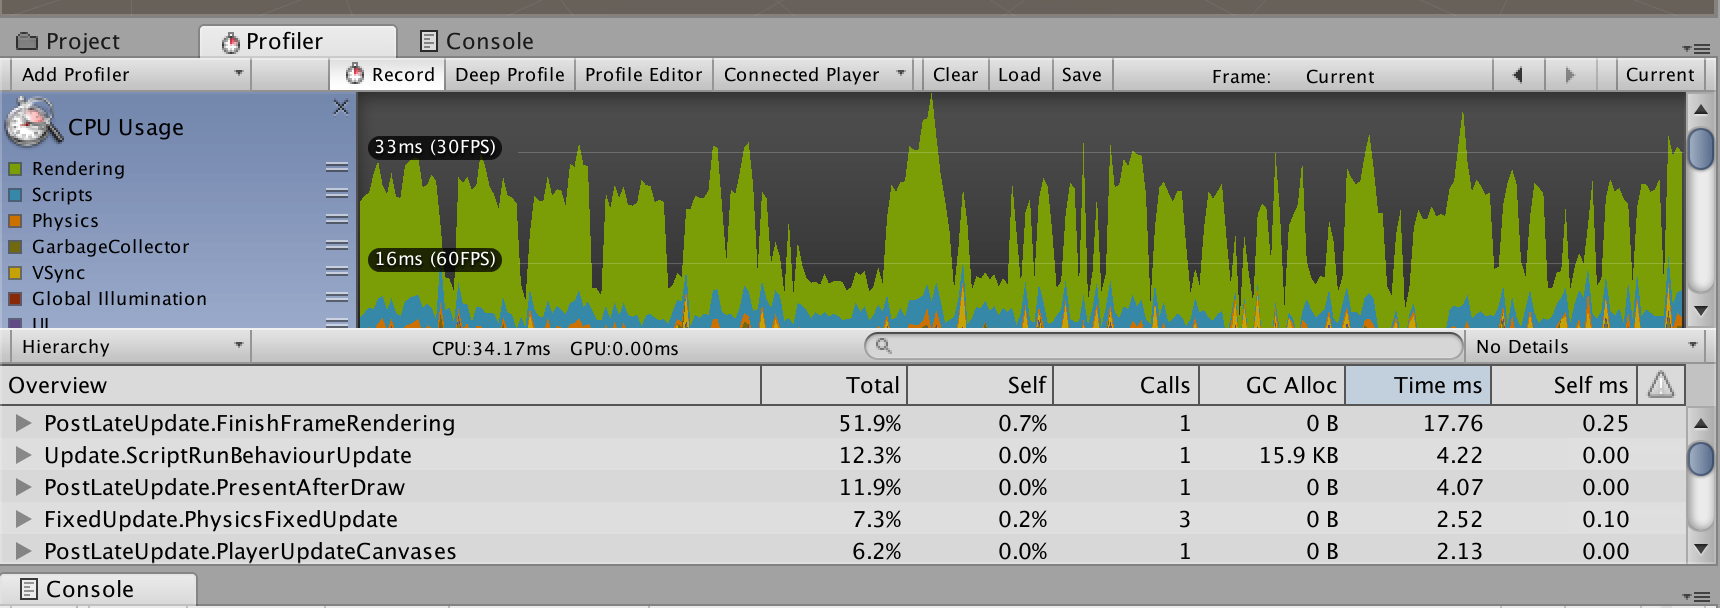 Project Profiler Console
Add Profiler Record Deep Profile Profile Editor Connected Player Clear Load Save Frame: Current Current
CPU Usage
33ms (30FPS)
Rendering
Scripts
Physics
GarbageCollector
16ms (60FPS)
VSync
Global Illumination
UI
Hierarchy CPU:34.17ms GPU:0.00ms No Details
Overview Total Self Calls GC Alloc Time ms Self ms
PostLateUpdate.FinishFrameRendering 51.9% 0.7% 1 0 B 17.76 0.25
Update.ScriptRunBehaviourUpdate 12.3% 0.0% 1 15.9 KB 4.22 0.00
PostLateUpdate.PresentAfterDraw 11.9% 0.0% 1 0 B 4.07 0.00
FixedUpdate.PhysicsFixedUpdate 7.3% 0.2% 3 0 B 2.52 0.10
PostLateUpdate.PlayerUpdateCanvases 6.2% 0.0% 1 0 B 2.13 0.00
Console